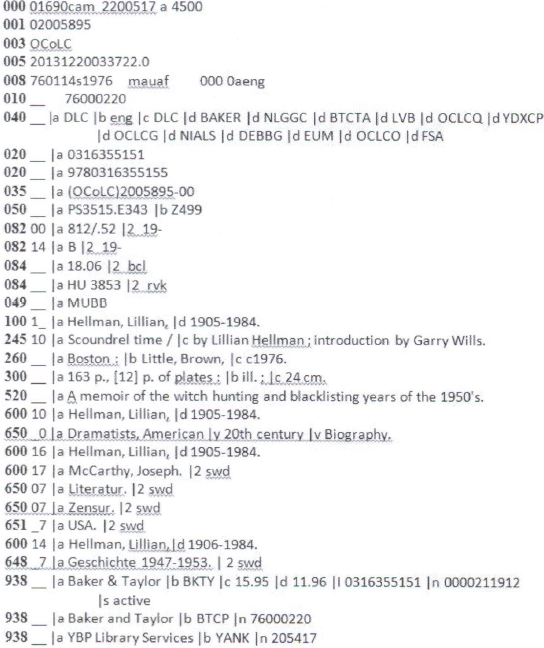 000 01690cam 2200517 a 4500
001 02005895
003 OCoLC
005 20131220033722.0
008 760114s1976 mauaf 000 0aeng
010 __ 76000220
040 __ |a DLC |b eng |c DLC |d BAKER |d NLGGC |d BTCTA |d LVB |d OCLCQ |d YDXCP
|d OCLCG |d NIALS |d DEBBG |d EUM |d OCLCO |d FSA
020 __ |a 0316355151
020 __ |a 9780316355155
035 __ |a (OCoLC)2005895-00
050 __ |a PS3515.E343 |b Z499
082 00 |a 812/.52 |2 19-
082 14 |a B |2 19-
084 __ |a 18.06 |2 bcl
084 __ |a HU 3853 |2 rvk
049 __ |a MUBB
100 1_ |a Hellman, Lillian, |d 1905-1984.
245 10 |a Scoundrel time / |c by Lillian Hellman ; introduction by Garry Wills.
260 __ |a Boston : |b Little, Brown, |c c1976.
300 __ |a 163 p., [12] p. of plates : |b ill. ; |c 24 cm.
520 __ |a A memoir of the witch hunting and blacklisting years of the 1950's.
600 10 |a Hellman, Lillian, |d 1905-1984.
650 _0 |a Dramatists, American |y 20th century |v Biography.
600 16 |a Hellman, Lillian, |d 1905-1984.
600 17 |a McCarthy, Joseph. |2 swd
650 07 |a Literatur. |2 swd
650 07 |a Zensur. |2 swd
651 _7 |a USA. |2 swd
600 14 |a Hellman, Lillian,|d 1906-1984.
648 _7 |a Geschichte 1947-1953. | 2 swd
938 __ |a Baker & Taylor |b BKTY |c 15.95 |d 11.96 |I 0316355151 |n 0000211912
|s active
938 __ |a Baker and Taylor |b BTCP |n 76000220
938 __ |a YBP Library Services |b YANK |n 205417